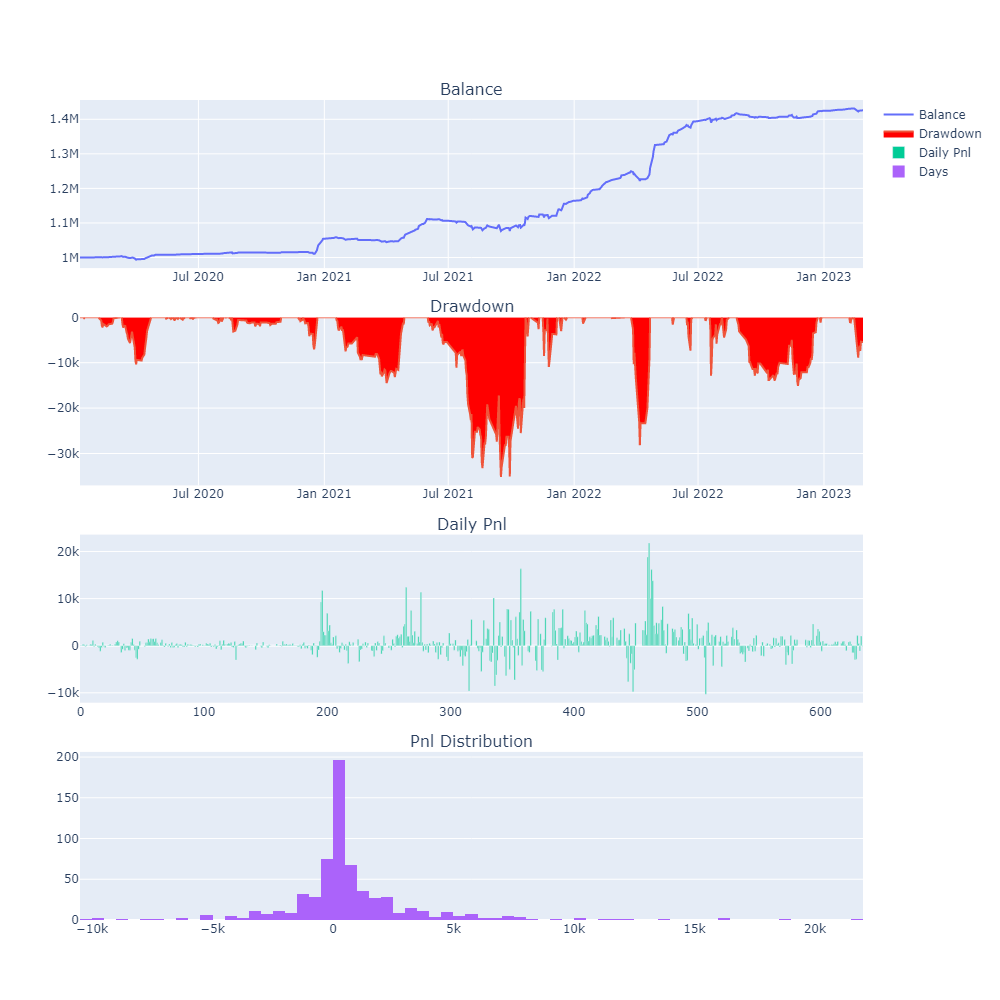 Balance
1.4M
1.3M
1.2M
1.1M
1M
Jul 2020 Jan 2021 Jul 2021 Jan 2022 Jul 2022 Jan 2023
Balance
Drawdown
Daily Pnl
Days
Drawdown
0
−10k
−20k
−30k
Jul 2020 Jan 2021 Jul 2021 Jan 2022 Jul 2022 Jan 2023
Daily Pnl
20k
10k
0
−10k
0 100 200 300 400 500 600
Pnl Distribution
200
150
100
50
0
−10k −5k 0 5k 10k 15k 20k